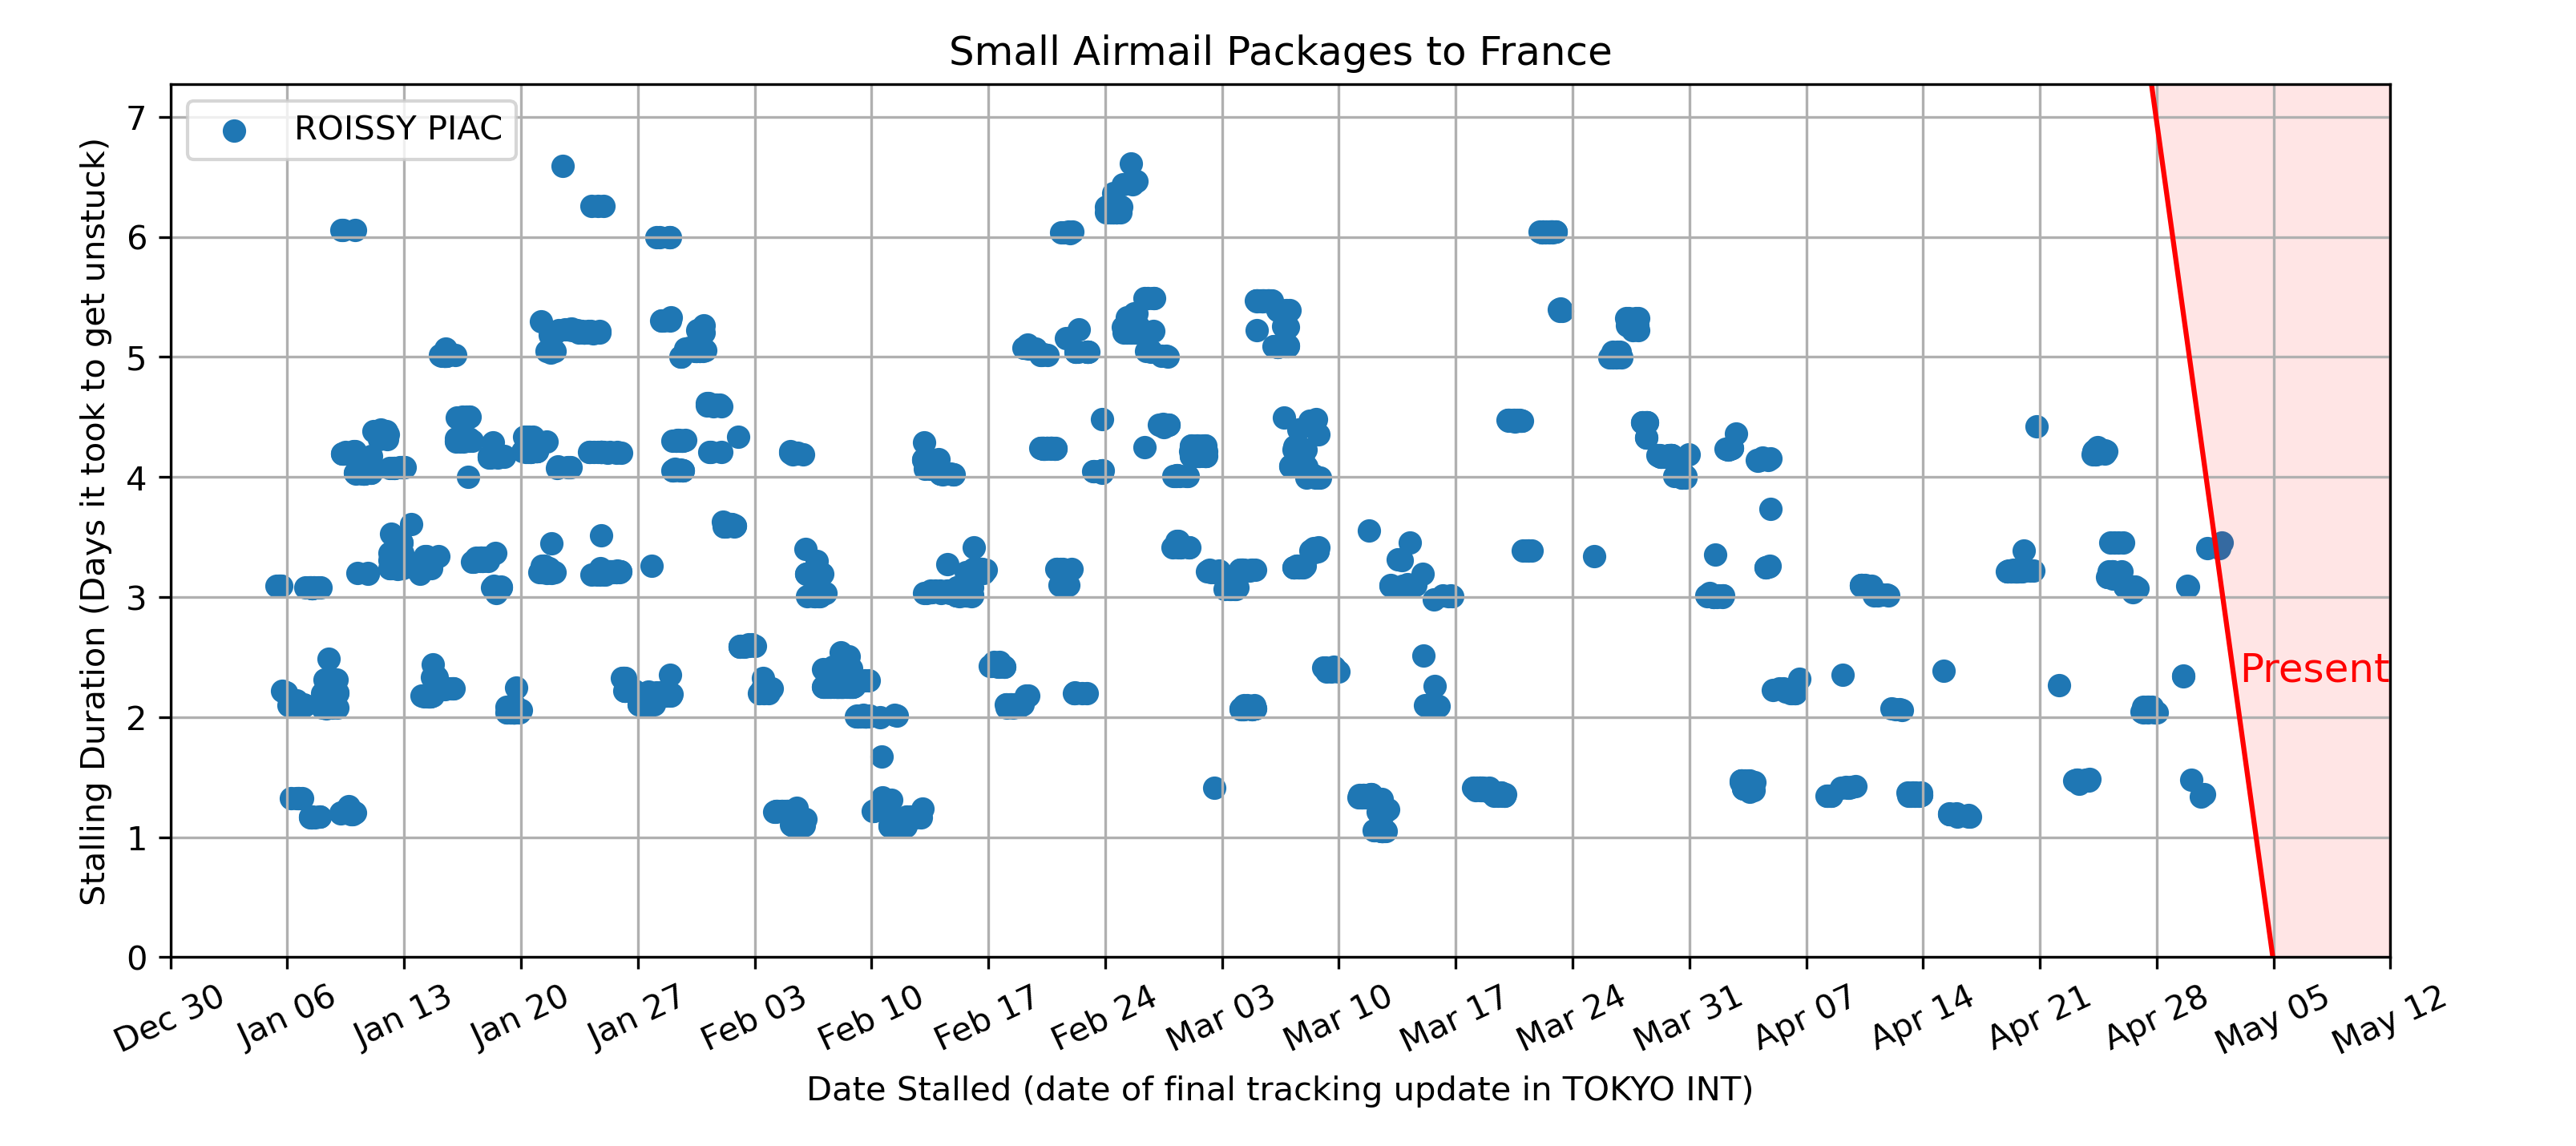 Small Airmail Packages to France
ROISSY PIAC
Stalling Duration (Days it took to get unstuck)
7
6
5
4
3
2
1
0
Present
Dec 30
Jan 06
Jan 13
Jan 20
Jan 27
Feb 03
Feb 10
Feb 17
Feb 24
Mar 03
Mar 10
Mar 17
Mar 24
Mar 31
Apr 07
Apr 14
Apr 21
Apr 28
May 05
May 12
Date Stalled (date of final tracking update in TOKYO INT)